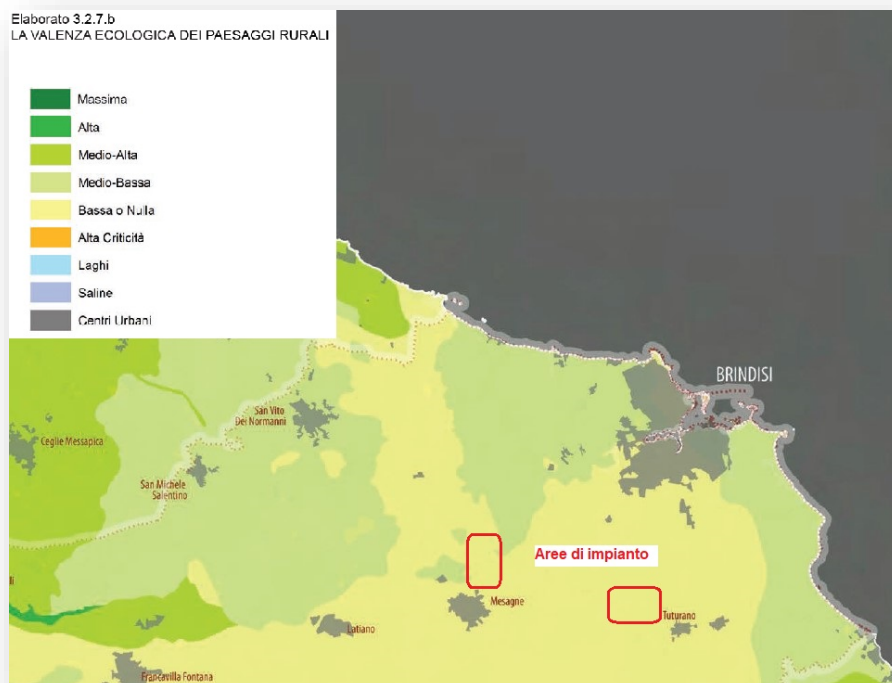 Elaborato 3.2.7.b
LA VALENZA ECOLOGICA DEI PAESAGGI RURALI
Massima
Alta
Medio-Alta
Medio-Bassa
Bassa o Nulla
Alta Criticità
Laghi
Saline
Centri Urbani
BRINDISI
San Vito
Dei Normanni
Ceglie Messapica
San Michele
Salentino
Aree di impianto
Mesagne
Tuturano
Latiano
Francavilla Fontana